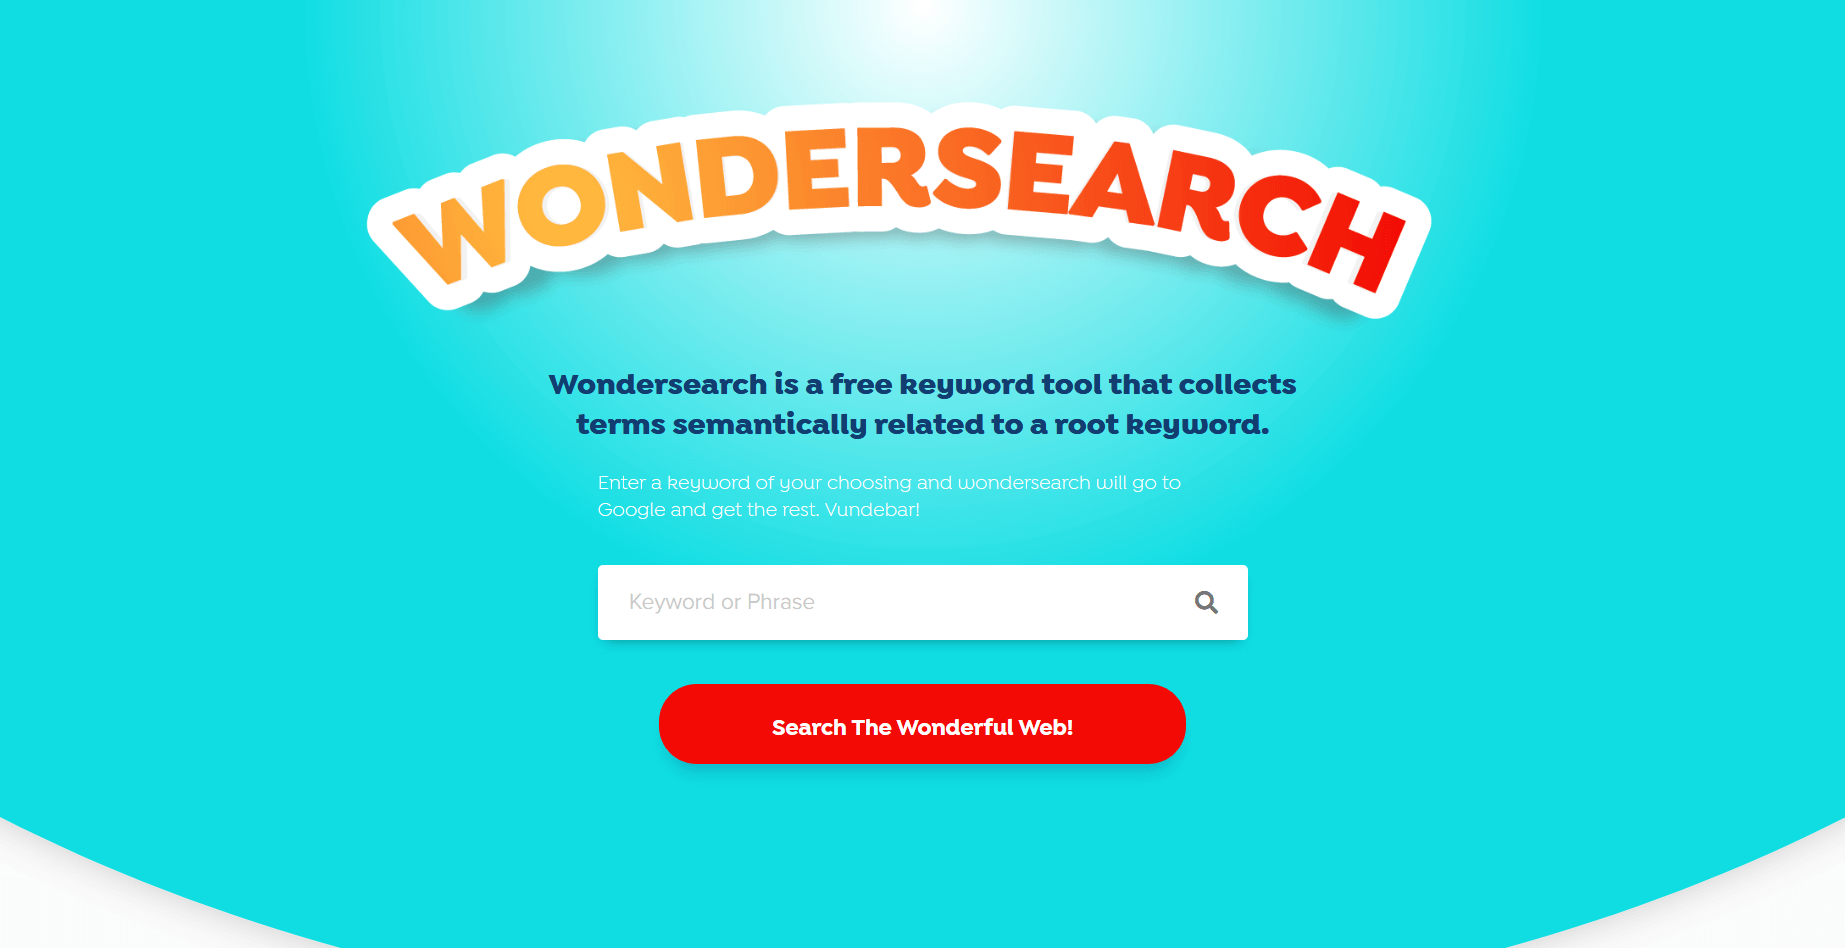 WONDERSEARCH
Wondersearch is a free keyword tool that collects
terms semantically related to a root keyword.
Enter a keyword of your choosing and wondersearch will go to
Google and get the rest. Vundebar!
Keyword or Phrase
Search The Wonderful Web!